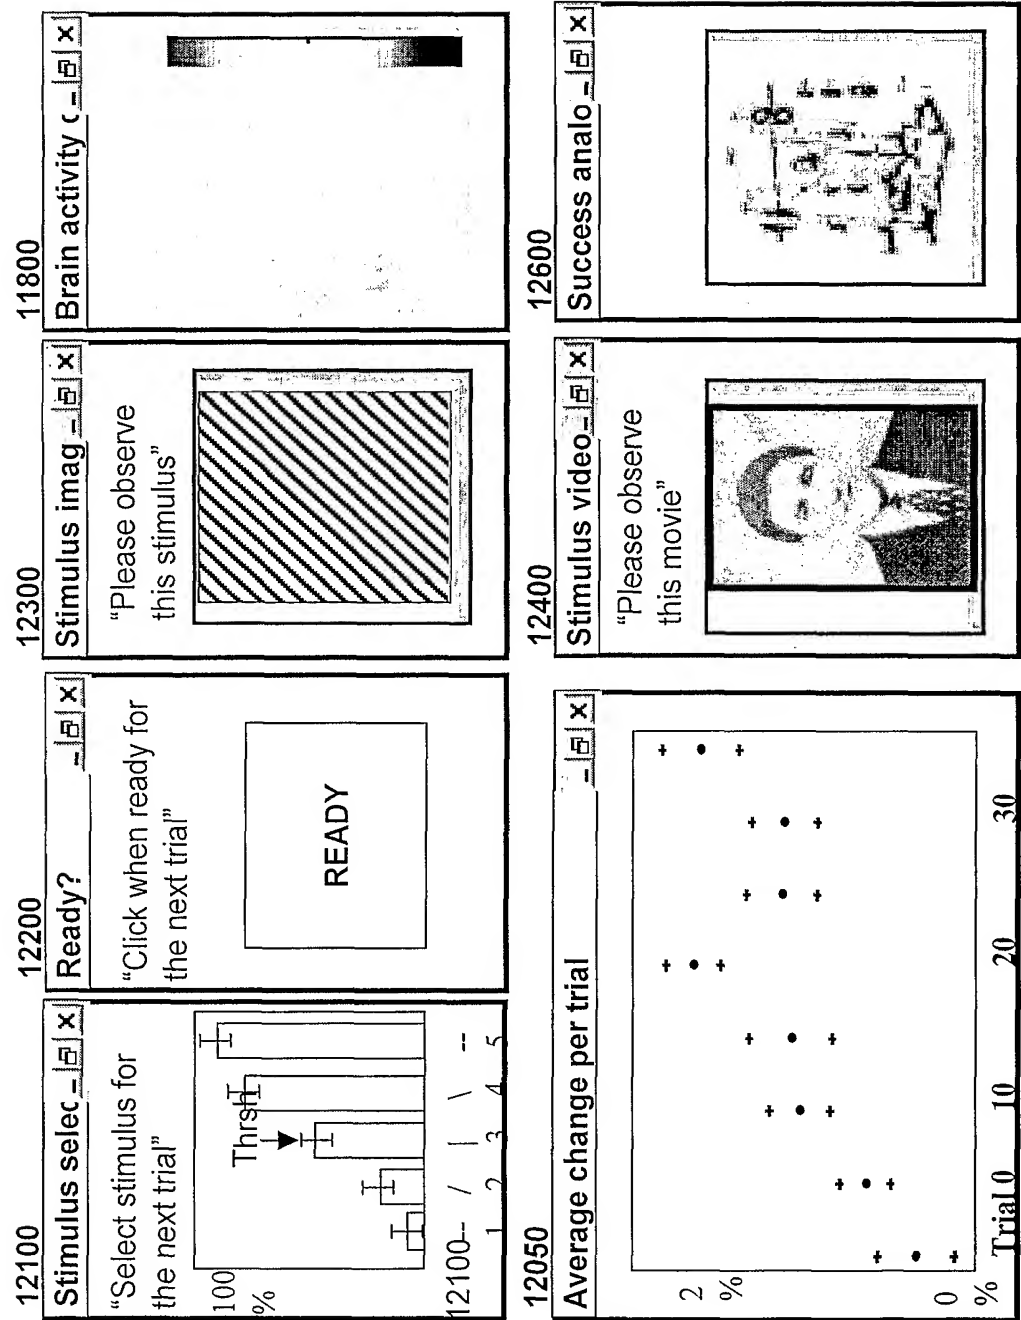 12100
Stimulus selec
"Select stimulus for
the next trial"
100
%
Thrsh
12100-- / | \ --
1 2 3 4 5
12200
Ready?
"Click when ready for
the next trial"
READY
12300
Stimulus imag
"Please observe
this stimulus"
11800
Brain activity c
12050
Average change per trial
2
%
0
%
Trial 0 10 20 30
12400
Stimulus video
"Please observe
this movie"
12600
Success analo